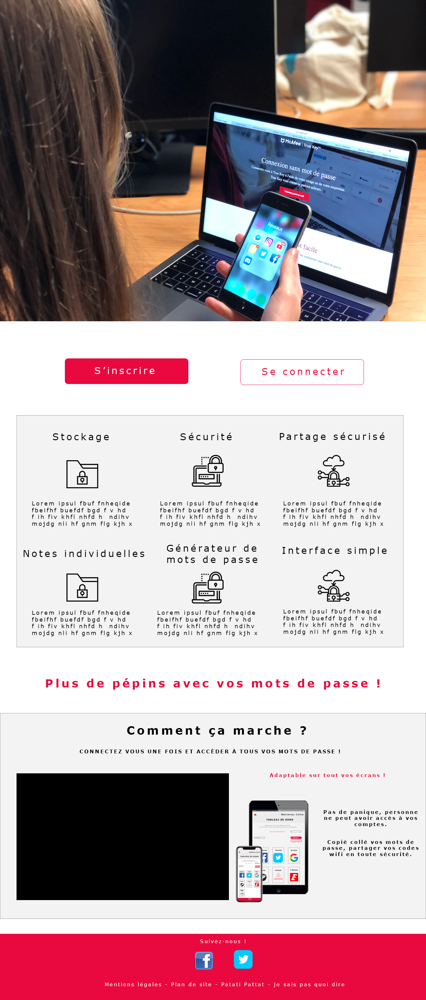 McAfee | True Key™
Connexion sans mot de passe
Connectez-vous à True Key à l'aide de votre visage ou de votre empreinte.
True Key vous connecte partout ailleurs.
Téléchargement gratuit
Réseaux
st facile
connecter sans mot de passe.
S'inscrire
Se connecter
Stockage
Sécurité
Partage sécurisé
Lorem ipsul fbuf fnheqide
fbeifhf buefdf bgd f v hd
f ih fiv khfl nhfd h ndihv
mojdg nli hf gnm flg kjh x
Lorem ipsul fbuf fnheqide
fbeifhf buefdf bgd f v hd
f ih fiv khfl nhfd h ndihv
mojdg nli hf gnm flg kjh x
Lorem ipsul fbuf fnheqide
fbeifhf buefdf bgd f v hd
f ih fiv khfl nhfd h ndihv
mojdg nli hf gnm flg kjh x
Notes individuelles
Générateur de
mots de passe
Interface simple
Lorem ipsul fbuf fnheqide
fbeifhf buefdf bgd f v hd
f ih fiv khfl nhfd h ndihv
mojdg nli hf gnm flg kjh x
Lorem ipsul fbuf fnheqide
fbeifhf buefdf bgd f v hd
f ih fiv khfl nhfd h ndihv
mojdg nli hf gnm flg kjh x
Lorem ipsul fbuf fnheqide
fbeifhf buefdf bgd f v hd
f ih fiv khfl nhfd h ndihv
mojdg nli hf gnm flg kjh x
Plus de pépins avec vos mots de passe !
Comment ça marche ?
CONNECTEZ VOUS UNE FOIS ET ACCÉDER À TOUS VOS MOTS DE PASSE !
Adaptable sur tout vos écrans !
Bienvenue, Coline
TABLEAU DE BORD
Twitter
Google
Airbnb
L'Équipe
airbnb
Bienvenue, Coline
TABLEAU DE BORD
Pas de panique, personne
ne peut avoir accès à vos
comptes.
Copié collé vos mots de
passe, partager vos codes
wifi en toute sécurité.
Suivez-nous !
Mentions légales - Plan de site - Patati Pattat - je sais pas quoi dire